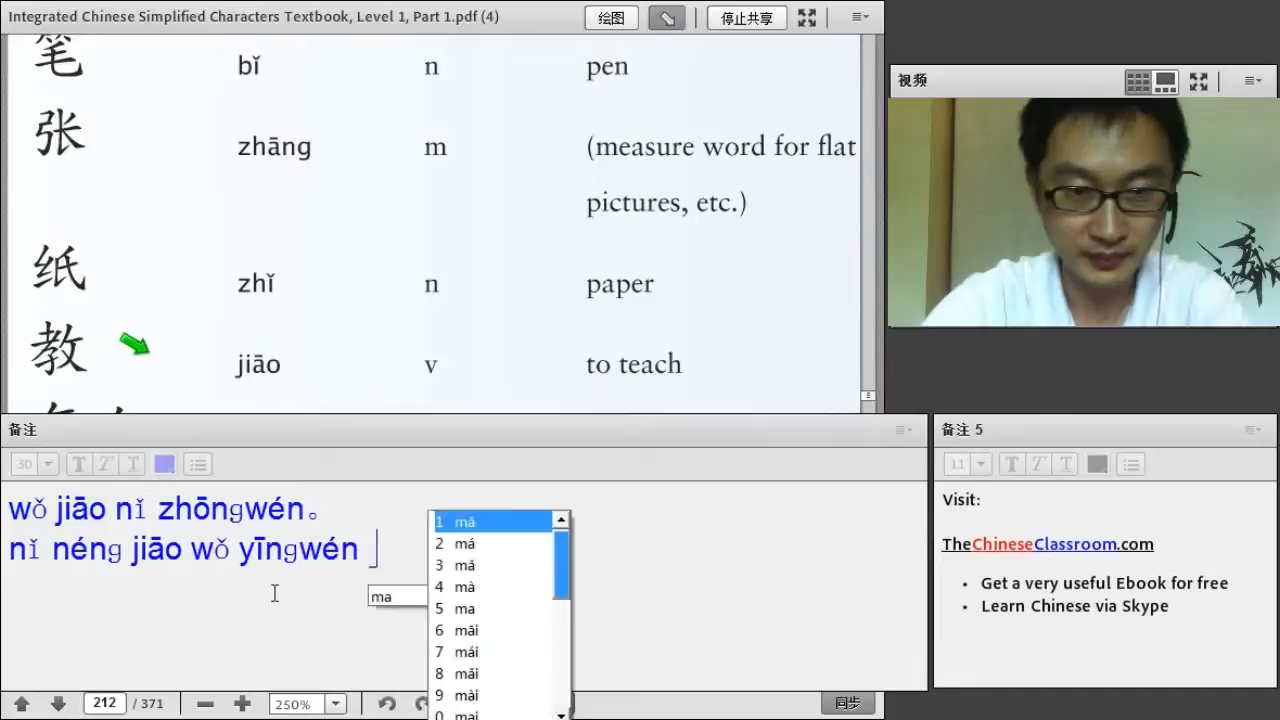 Integrated Chinese Simplified Characters Textbook, Level 1, Part 1.pdf (4)
绘图
停止共享
笔 bǐ n pen
张 zhāng m (measure word for flat
pictures, etc.)
纸 zhǐ n paper
教 jiāo v to teach
视频
备注
30 T T T
wǒ jiāo nǐ zhōngwén。
nǐ néng jiāo wǒ yīngwén
ma
1 mā
2 má
3 mǎ
4 mà
5 ma
6 māi
7 mái
8 mǎi
9 mài
0 mai
212 / 371
250%
同步
备注 5
11 T T T
Visit:
TheChineseClassroom.com
• Get a very useful Ebook for free
• Learn Chinese via Skype